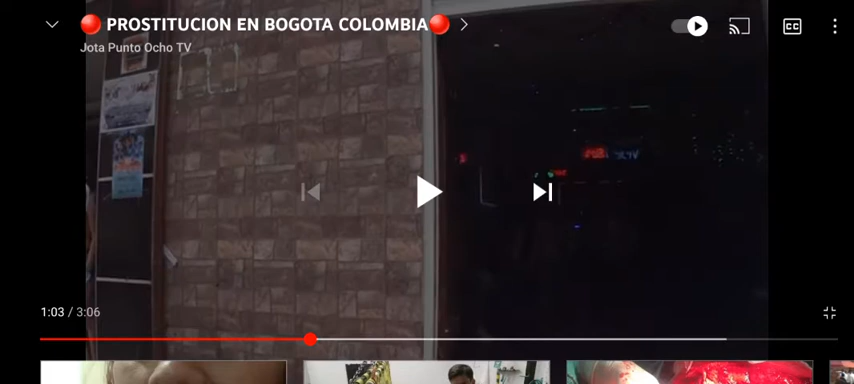 🔴 PROSTITUCION EN BOGOTA COLOMBIA🔴
Jota Punto Ocho TV
CC
1:03 / 3:06